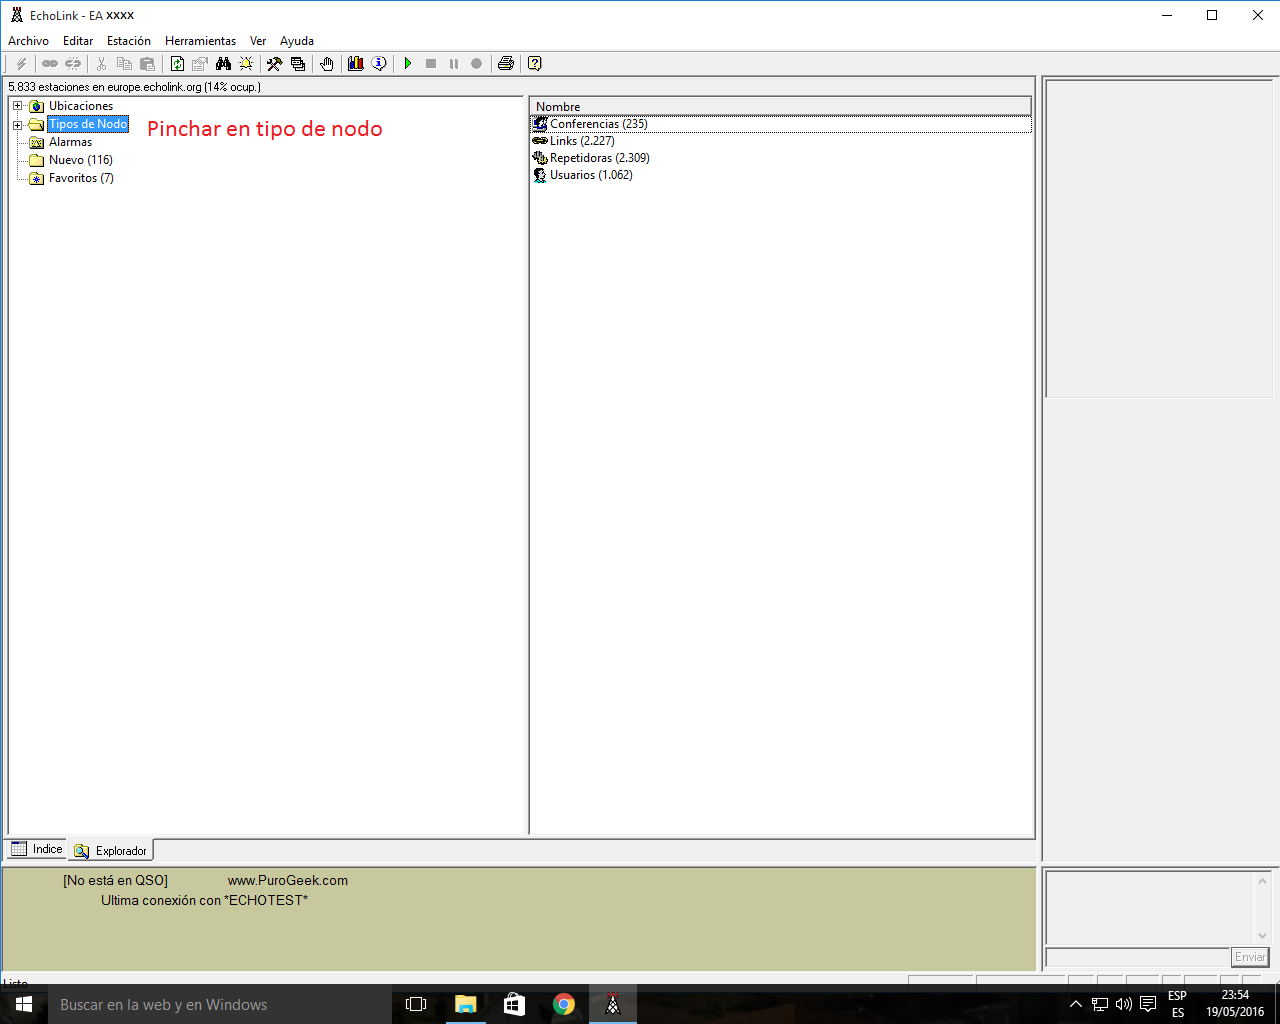 EchoLink - EA XXXX
Archivo Editar Estación Herramientas Ver Ayuda
5.833 estaciones en europe.echolink.org (14% ocup.)
Ubicaciones
Tipos de Nodo
Pinchar en tipo de nodo
Alarmas
Nuevo (116)
Favoritos (7)
Nombre
Conferencias (235)
Links (2.227)
Repetidoras (2.309)
Usuarios (1.062)
Indice Explorador
[No está en QSO] www.PuroGeek.com
Ultima conexión con *ECHOTEST*
Enviar
Listo
Buscar en la web y en Windows
ESP
ES
23:54
19/05/2016